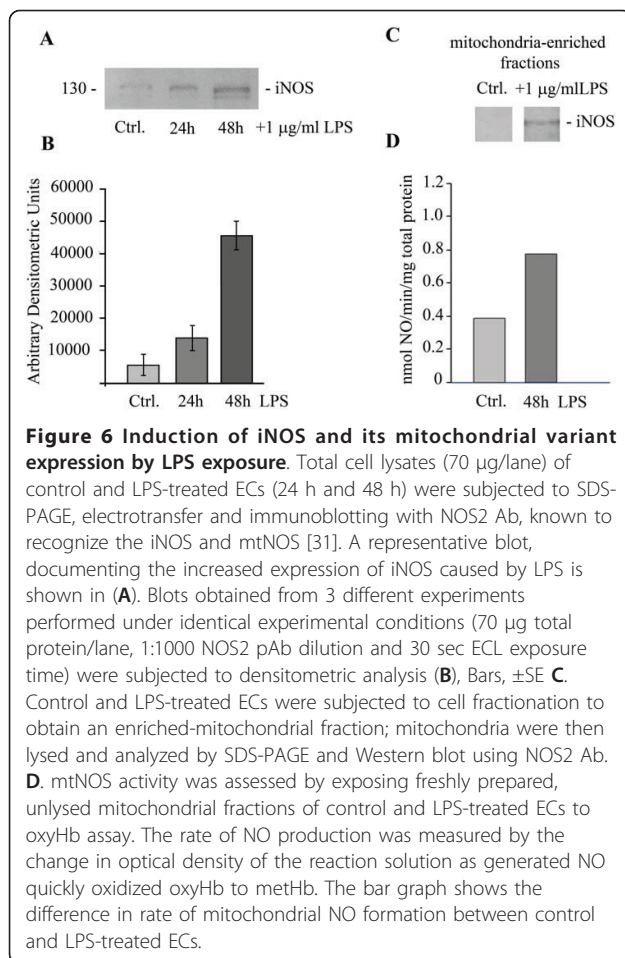 A
130 -
- iNOS
Ctrl. 24h 48h +1 µg/ml LPS
B
Arbitrary Densitometric Units
60000
50000
40000
30000
20000
10000
Ctrl. 24h 48h LPS
C
mitochondria-enriched
fractions
Ctrl. +1 µg/mlLPS
- iNOS
D
nmol NO/min/mg total protein
1.2
1.0
0.8
0.6
0.4
0.2
0
Ctrl. 48h LPS
Figure 6 Induction of iNOS and its mitochondrial variant
expression by LPS exposure. Total cell lysates (70 µg/lane) of
control and LPS-treated ECs (24 h and 48 h) were subjected to SDS-
PAGE, electrotransfer and immunoblotting with NOS2 Ab, known to
recognize the iNOS and mtNOS [31]. A representative blot,
documenting the increased expression of iNOS caused by LPS is
shown in (A). Blots obtained from 3 different experiments
performed under identical experimental conditions (70 µg total
protein/lane, 1:1000 NOS2 pAb dilution and 30 sec ECL exposure
time) were subjected to densitometric analysis (B), Bars, ±SE C.
Control and LPS-treated ECs were subjected to cell fractionation to
obtain an enriched-mitochondrial fraction; mitochondria were then
lysed and analyzed by SDS-PAGE and Western blot using NOS2 Ab.
D. mtNOS activity was assessed by exposing freshly prepared,
unlysed mitochondrial fractions of control and LPS-treated ECs to
oxyHb assay. The rate of NO production was measured by the
change in optical density of the reaction solution as generated NO
quickly oxidized oxyHb to metHb. The bar graph shows the
difference in rate of mitochondrial NO formation between control
and LPS-treated ECs.